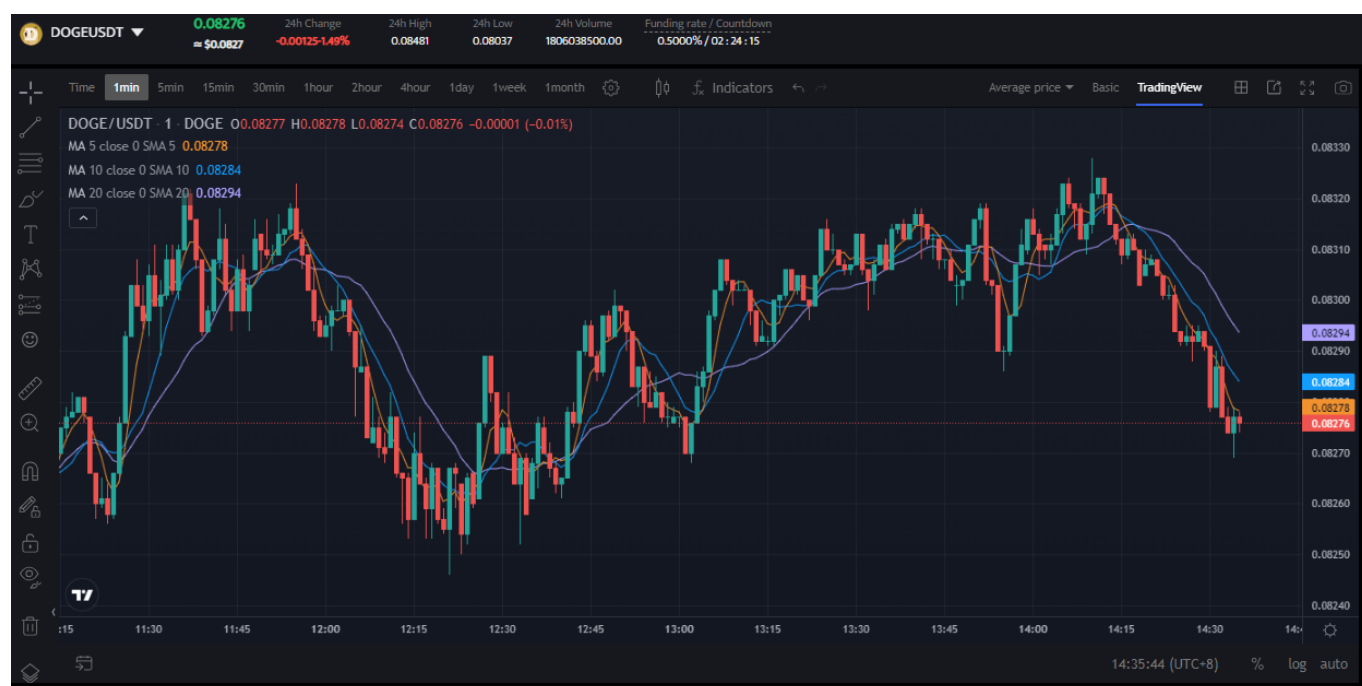 DOGEUSDT 0.08276 24h Change 24h High 24h Low 24h Volume Funding rate / Countdown
≈ $0.0827 -0.00125-1.49% 0.08481 0.08037 1806038500.00 0.5000% / 02 : 24 : 15
Time 1min 5min 15min 30min 1hour 2hour 4hour 1day 1week 1month fx Indicators Average price Basic TradingView
DOGE/USDT · 1 · DOGE O0.08277 H0.08278 L0.08274 C0.08276 −0.00001 (−0.01%)
MA 5 close 0 SMA 5 0.08278
MA 10 close 0 SMA 10 0.08284
MA 20 close 0 SMA 20 0.08294
0.08330
0.08320
0.08310
0.08300
0.08294
0.08290
0.08284
0.08278
0.08276
0.08270
0.08260
0.08250
0.08240
:15 11:30 11:45 12:00 12:15 12:30 12:45 13:00 13:15 13:30 13:45 14:00 14:15 14:30 14:
14:35:44 (UTC+8) % log auto